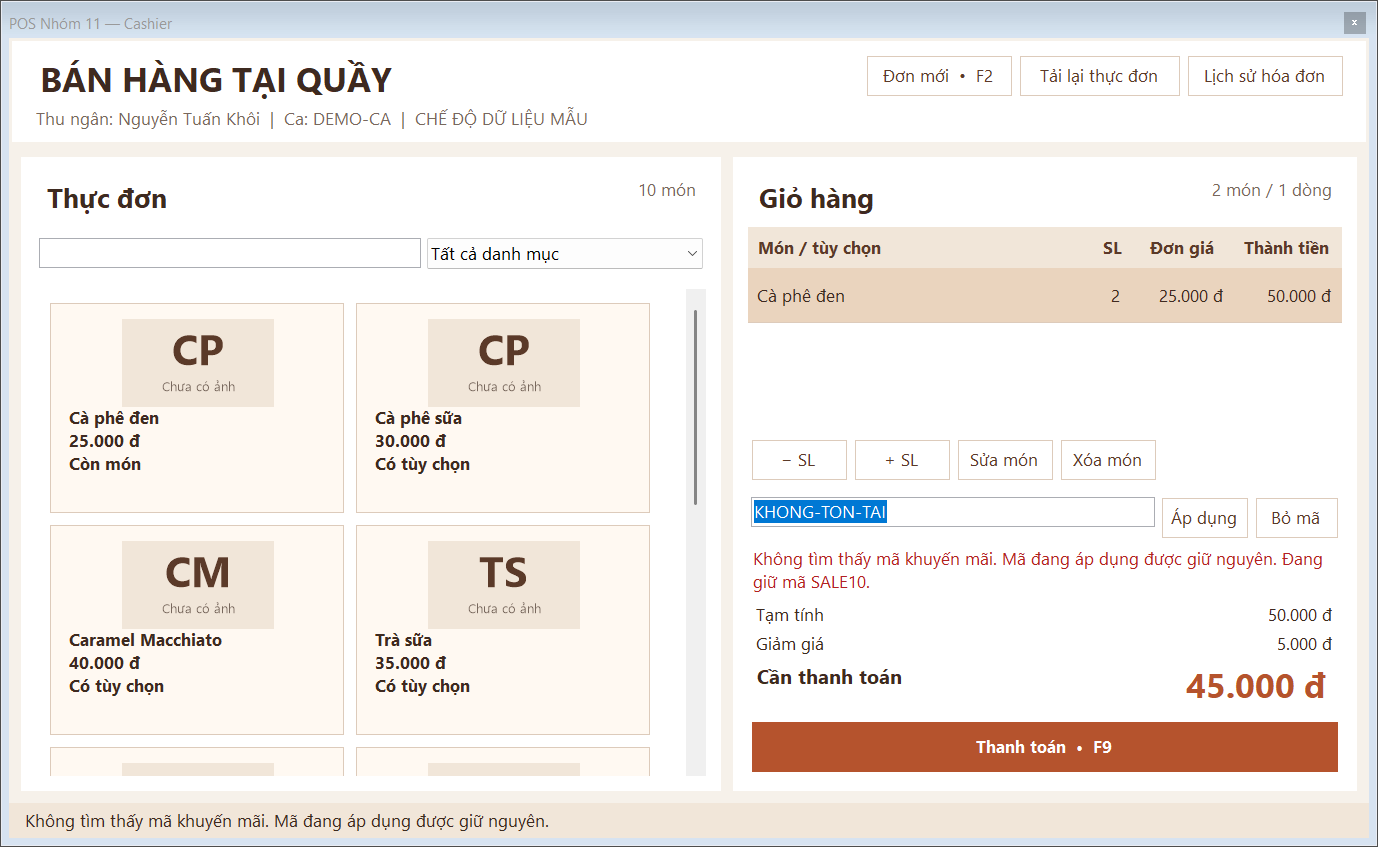 POS Nhóm 11 — Cashier
x
BÁN HÀNG TẠI QUẦY
Thu ngân: Nguyễn Tuấn Khôi | Ca: DEMO-CA | CHẾ ĐỘ DỮ LIỆU MẪU
Đơn mới • F2
Tải lại thực đơn
Lịch sử hóa đơn
Thực đơn
10 món
Tất cả danh mục
CP
Chưa có ảnh
Cà phê đen
25.000 đ
Còn món
CP
Chưa có ảnh
Cà phê sữa
30.000 đ
Có tùy chọn
CM
Chưa có ảnh
Caramel Macchiato
40.000 đ
Có tùy chọn
TS
Chưa có ảnh
Trà sữa
35.000 đ
Có tùy chọn
Giỏ hàng
2 món / 1 dòng
Món / tùy chọn SL Đơn giá Thành tiền
Cà phê đen 2 25.000 đ 50.000 đ
− SL
+ SL
Sửa món
Xóa món
KHONG-TON-TAI
Áp dụng
Bỏ mã
Không tìm thấy mã khuyến mãi. Mã đang áp dụng được giữ nguyên. Đang
giữ mã SALE10.
Tạm tính 50.000 đ
Giảm giá 5.000 đ
Cần thanh toán 45.000 đ
Thanh toán • F9
Không tìm thấy mã khuyến mãi. Mã đang áp dụng được giữ nguyên.